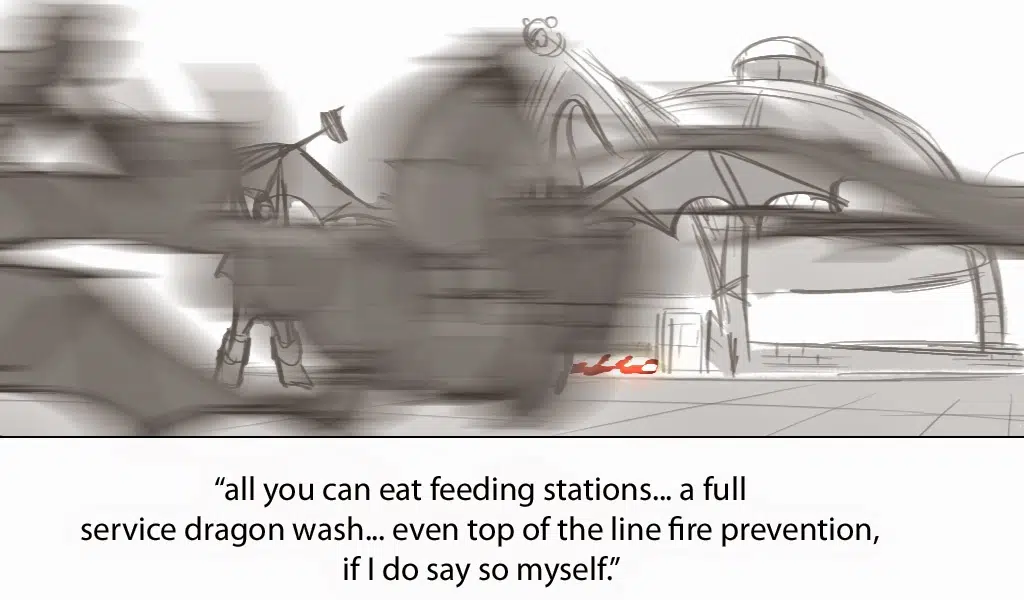 “all you can eat feeding stations... a full
service dragon wash... even top of the line fire prevention,
if I do say so myself.”